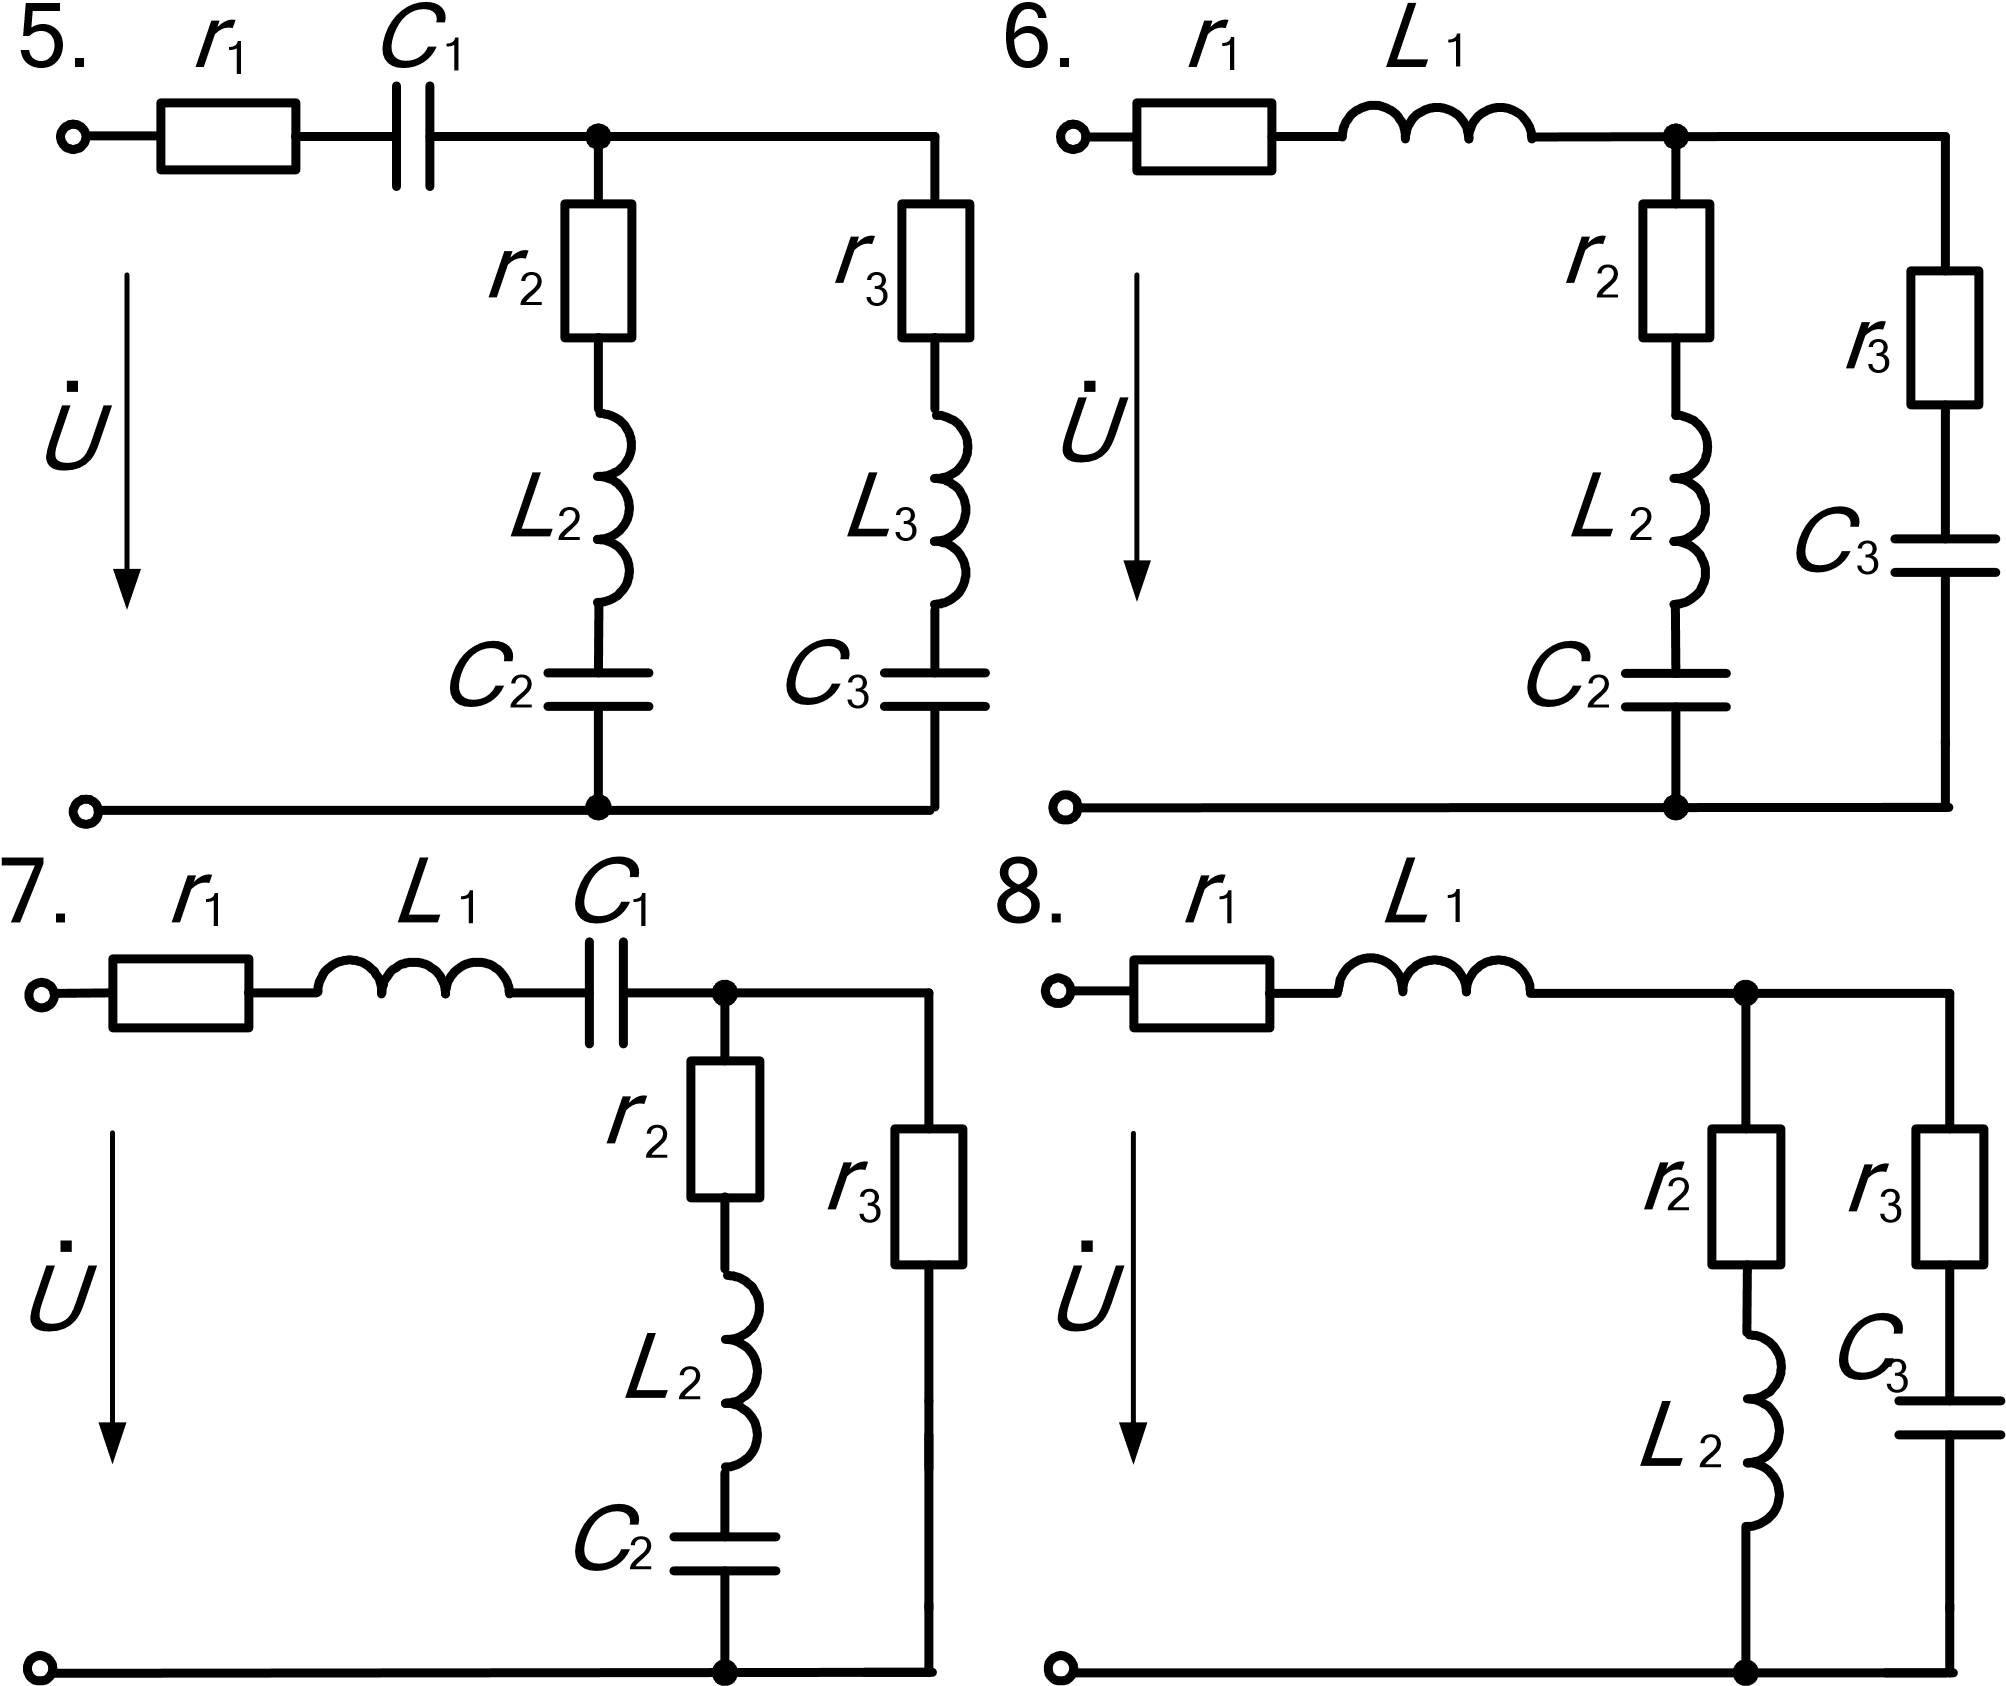 5. r1 C1
r2 r3
U̇
L2 L3
C2 C3
6. r1 L1
r2
r3
U̇
L2 C3
C2
7. r1 L1 C1
r2
r3
U̇
L2
C2
8. r1 L1
r2 r3
U̇
C3
L2